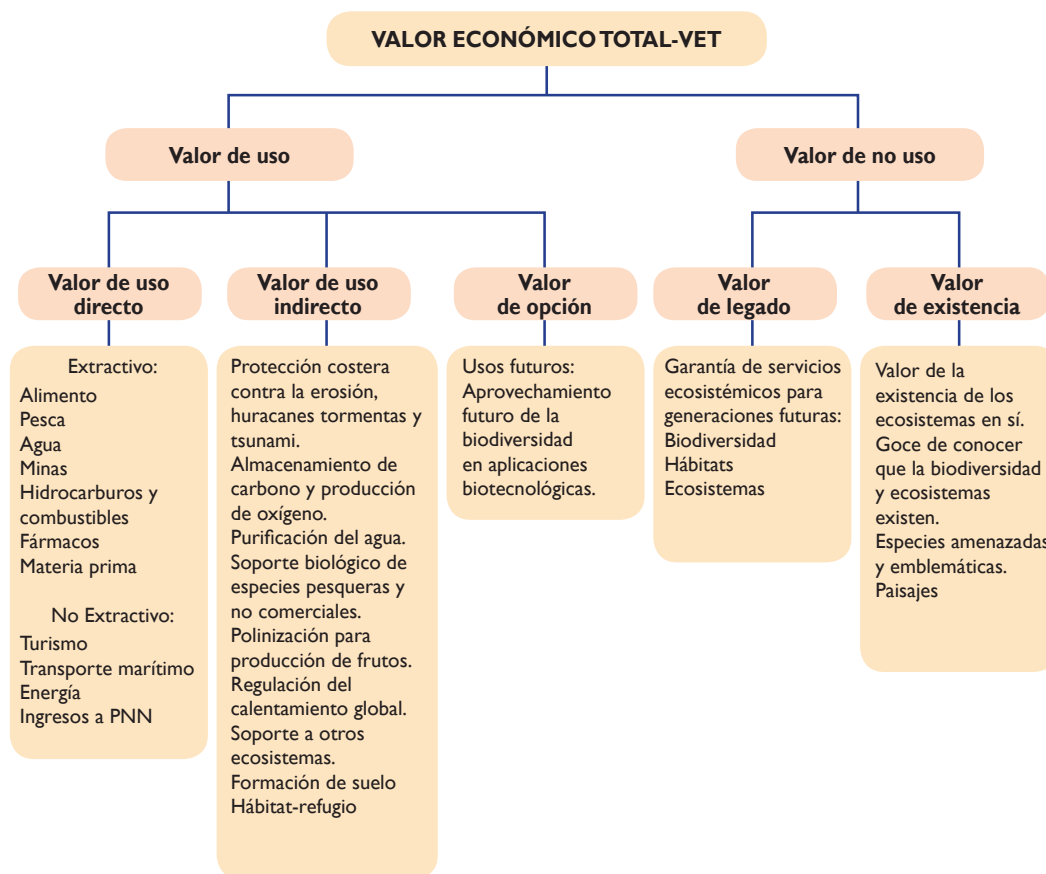 VALOR ECONÓMICO TOTAL-VET
Valor de uso
Valor de no uso
Valor de uso
directo
Valor de uso
indirecto
Valor
de opción
Valor
de legado
Valor
de existencia
Extractivo:
Alimento
Pesca
Agua
Minas
Hidrocarburos y
combustibles
Fármacos
Materia prima
No Extractivo:
Turismo
Transporte marítimo
Energía
Ingresos a PNN
Protección costera
contra la erosión,
huracanes tormentas y
tsunami.
Almacenamiento de
carbono y producción
de oxígeno.
Purificación del agua.
Soporte biológico de
especies pesqueras y
no comerciales.
Polinización para
producción de frutos.
Regulación del
calentamiento global.
Soporte a otros
ecosistemas.
Formación de suelo
Hábitat-refugio
Usos futuros:
Aprovechamiento
futuro de la
biodiversidad
en aplicaciones
biotecnológicas.
Garantía de servicios
ecosistémicos para
generaciones futuras:
Biodiversidad
Hábitats
Ecosistemas
Valor de la
existencia de los
ecosistemas en sí.
Goce de conocer
que la biodiversidad
y ecosistemas
existen.
Especies amenazadas
y emblemáticas.
Paisajes